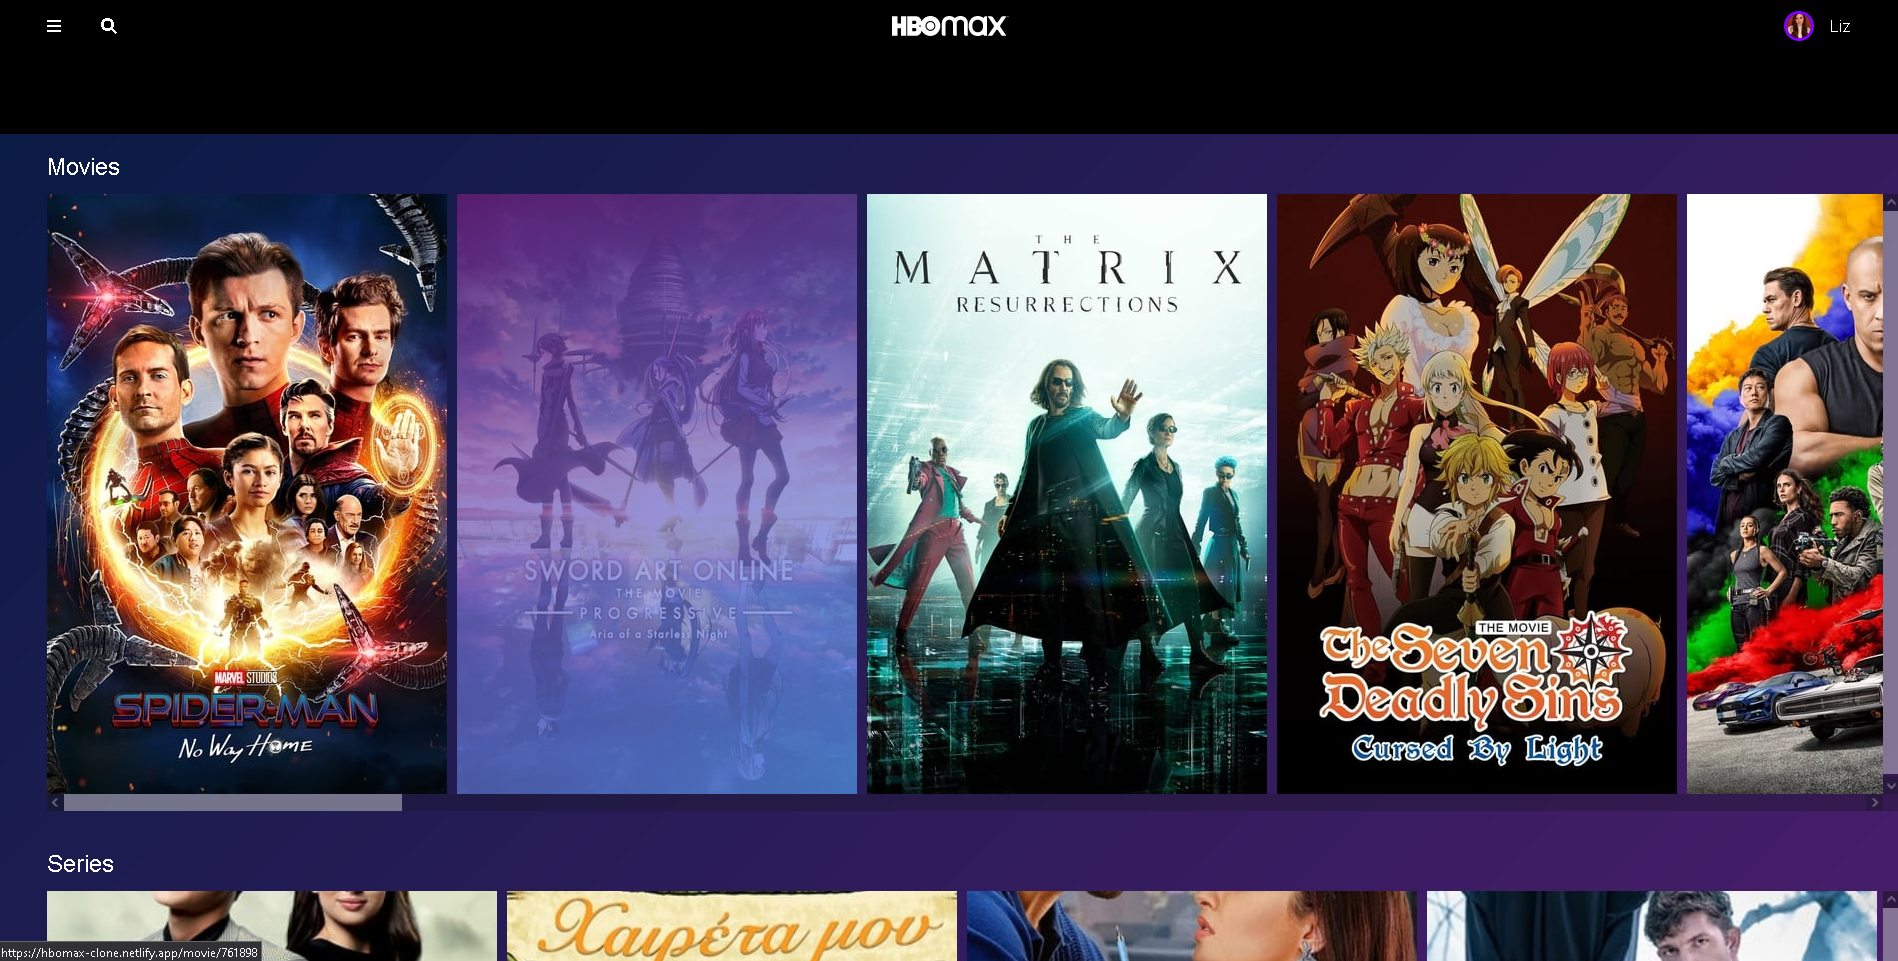 HBOmax
Liz
Movies
MARVEL STUDIOS
SPIDER-MAN
No Way Home
SWORD ART ONLINE
THE MOVIE
PROGRESSIVE
Aria of a Starless Night
THE
MATRIX
RESURRECTIONS
THE MOVIE
The Seven
Deadly Sins
Cursed By Light
Series
Χαιρέτα μου
https://hbomax-clone.netlify.app/movie/761898